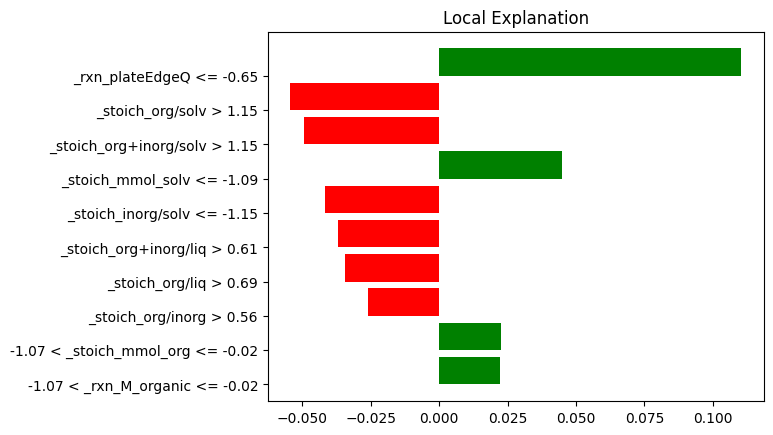 Local Explanation
_rxn_plateEdgeQ <= -0.65
_stoich_org/solv > 1.15
_stoich_org+inorg/solv > 1.15
_stoich_mmol_solv <= -1.09
_stoich_inorg/solv <= -1.15
_stoich_org+inorg/liq > 0.61
_stoich_org/liq > 0.69
_stoich_org/inorg > 0.56
-1.07 < _stoich_mmol_org <= -0.02
-1.07 < _rxn_M_organic <= -0.02
−0.050 −0.025 0.000 0.025 0.050 0.075 0.100